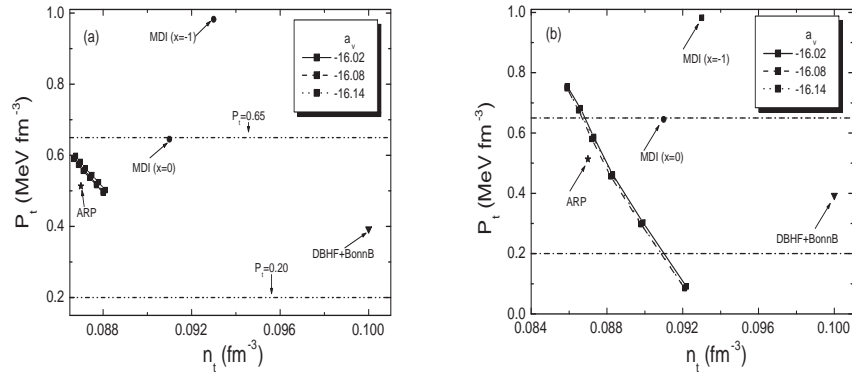 (a)
MDI (x=-1)
a_v
-16.02
-16.08
-16.14
P_t=0.65
MDI (x=0)
ARP
DBHF+BonnB
P_t=0.20
1.0
0.8
0.6
0.4
0.2
P_t (MeV fm^-3)
0.088 0.092 0.096 0.100
n_t (fm^-3)
(b)
MDI (x=-1)
a_v
-16.02
-16.08
-16.14
MDI (x=0)
ARP
DBHF+BonnB
1.0
0.8
0.6
0.4
0.2
0.0
P_t (MeV fm^-3)
0.084 0.088 0.092 0.096 0.100
n_t (fm^-3)